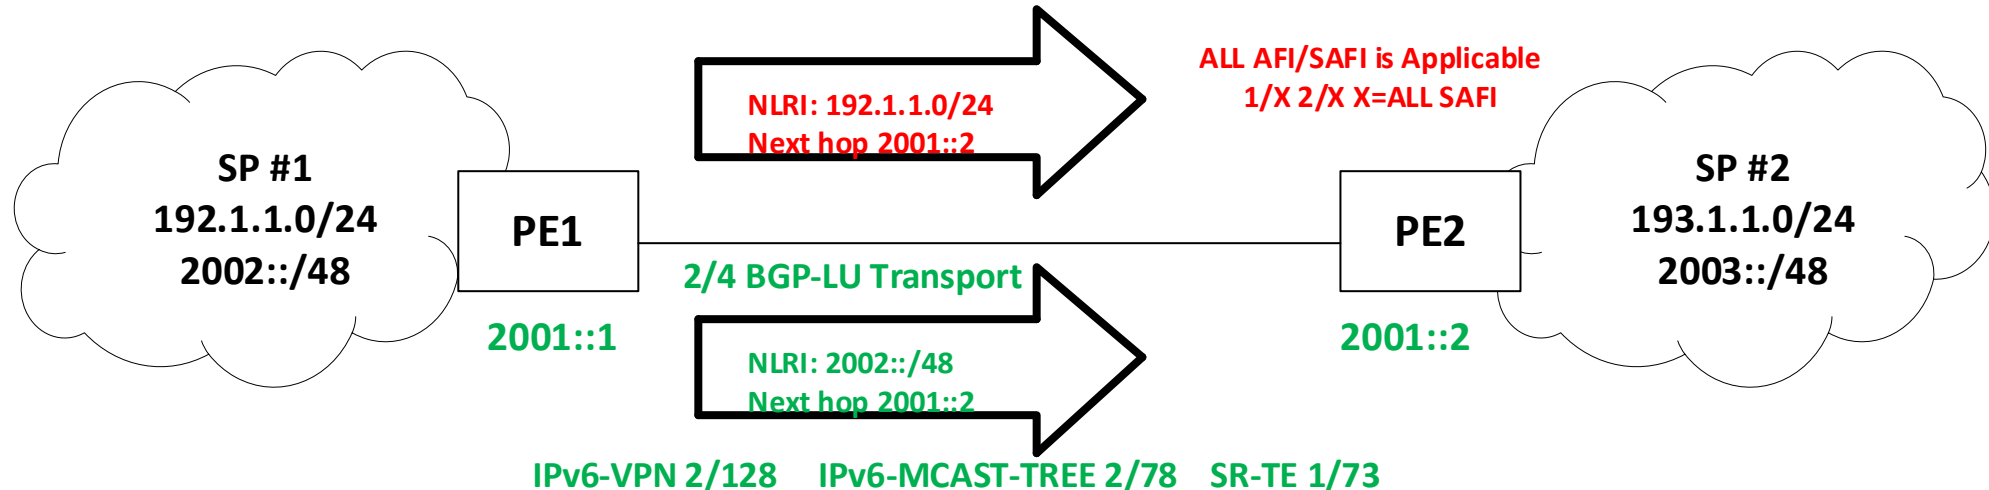 SP #1
192.1.1.0/24
2002::/48
PE1
2001::1
NLRI: 192.1.1.0/24
Next hop 2001::2
2/4 BGP-LU Transport
NLRI: 2002::/48
Next hop 2001::2
ALL AFI/SAFI is Applicable
1/X 2/X X=ALL SAFI
PE2
2001::2
SP #2
193.1.1.0/24
2003::/48
IPv6-VPN 2/128 IPv6-MCAST-TREE 2/78 SR-TE 1/73